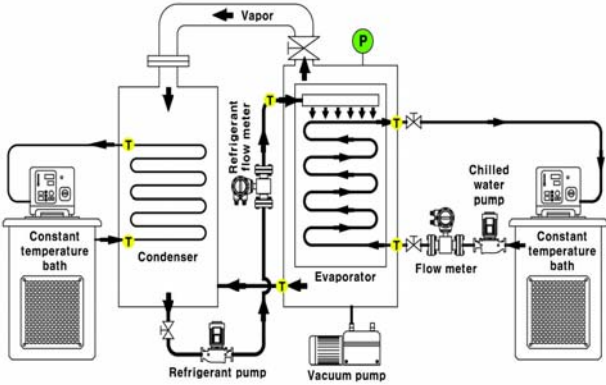 Vapor
P
T
Refrigerant
flow meter
T
T
Chilled
water
pump
T
Constant
temperature
bath
T
Condenser
T
Flow meter
Constant
temperature
bath
Evaporator
T
Refrigerant pump
Vacuum pump